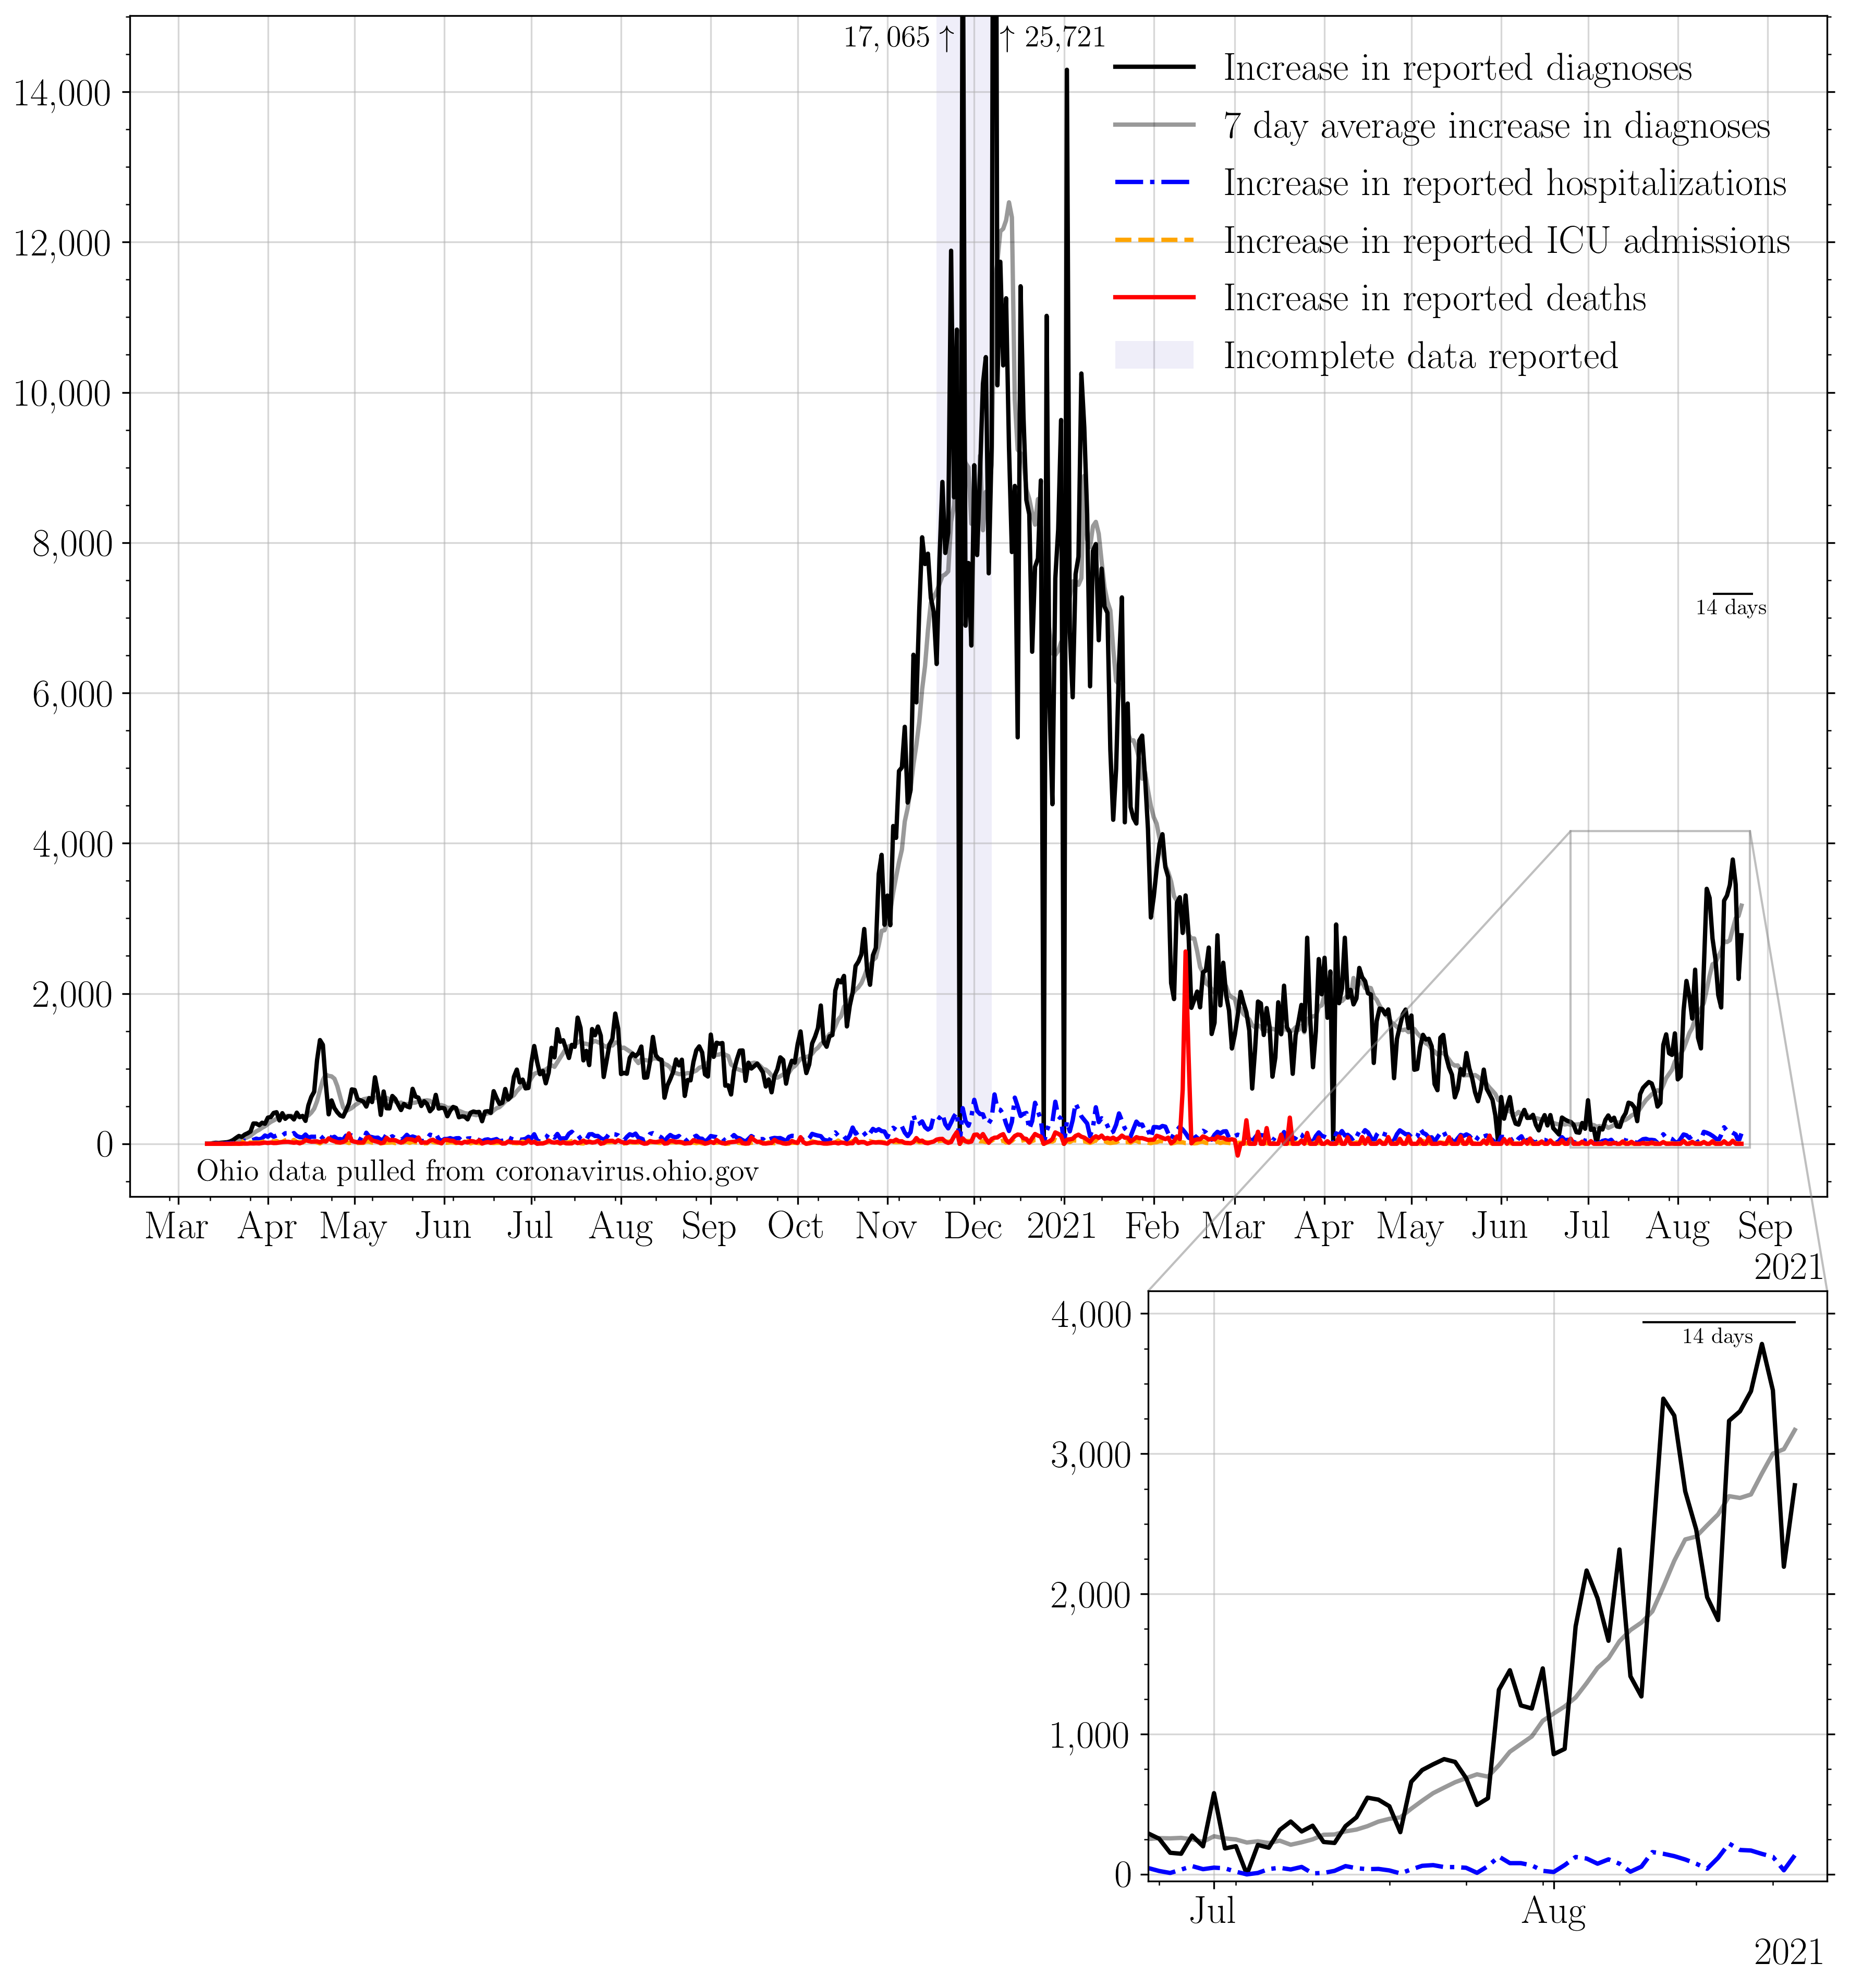 17,065 ↑ ↑ 25,721
Increase in reported diagnoses
7 day average increase in diagnoses
Increase in reported hospitalizations
Increase in reported ICU admissions
Increase in reported deaths
Incomplete data reported
14,000
12,000
10,000
8,000
6,000
4,000
2,000
0
14 days
Ohio data pulled from coronavirus.ohio.gov
Mar Apr May Jun Jul Aug Sep Oct Nov Dec 2021 Feb Mar Apr May Jun Jul Aug Sep
2021
4,000
3,000
2,000
1,000
0
14 days
Jul Aug
2021